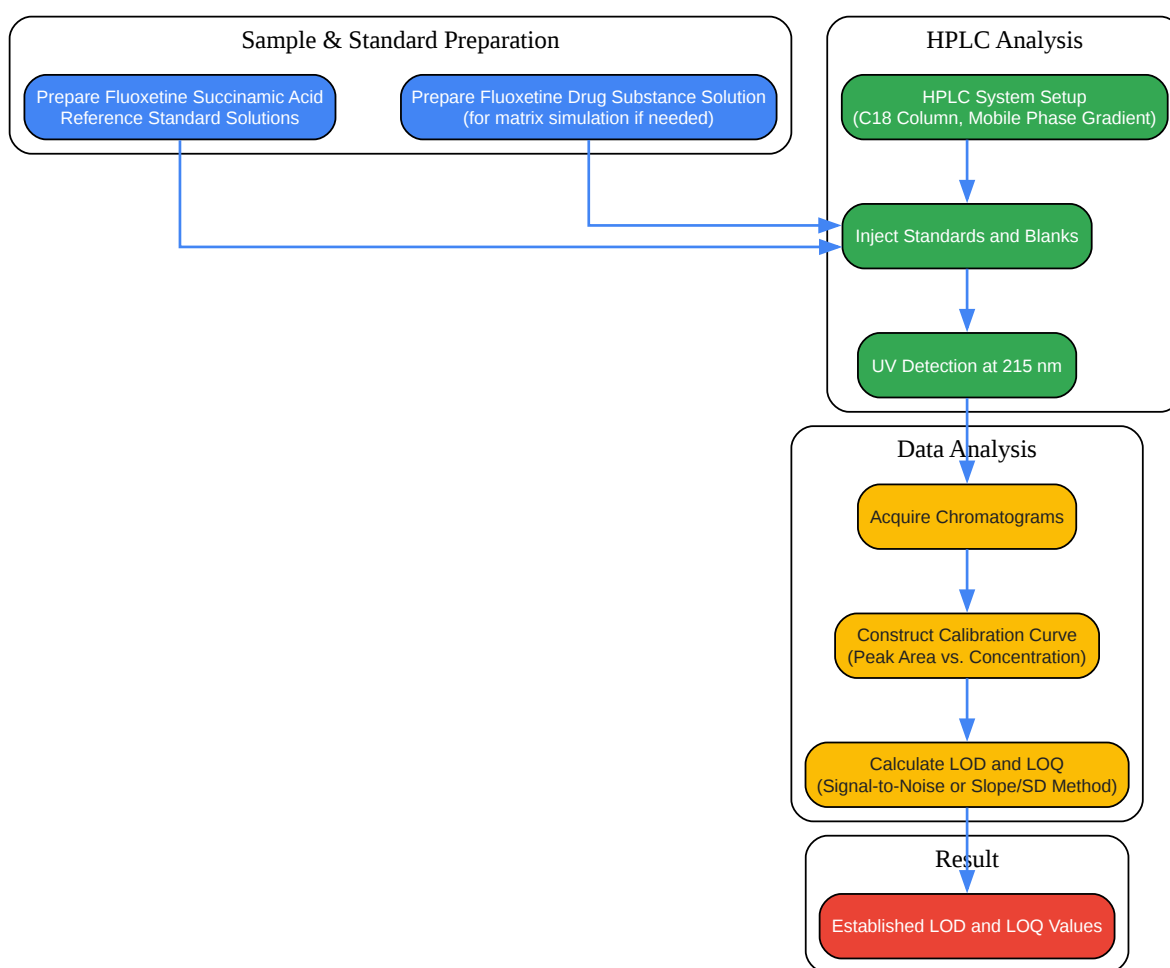 Sample & Standard Preparation
Prepare Fluoxetine Succinamic Acid
Reference Standard Solutions
Prepare Fluoxetine Drug Substance Solution
(for matrix simulation if needed)
HPLC Analysis
HPLC System Setup
(C18 Column, Mobile Phase Gradient)
Inject Standards and Blanks
UV Detection at 215 nm
Data Analysis
Acquire Chromatograms
Construct Calibration Curve
(Peak Area vs. Concentration)
Calculate LOD and LOQ
(Signal-to-Noise or Slope/SD Method)
Result
Established LOD and LOQ Values